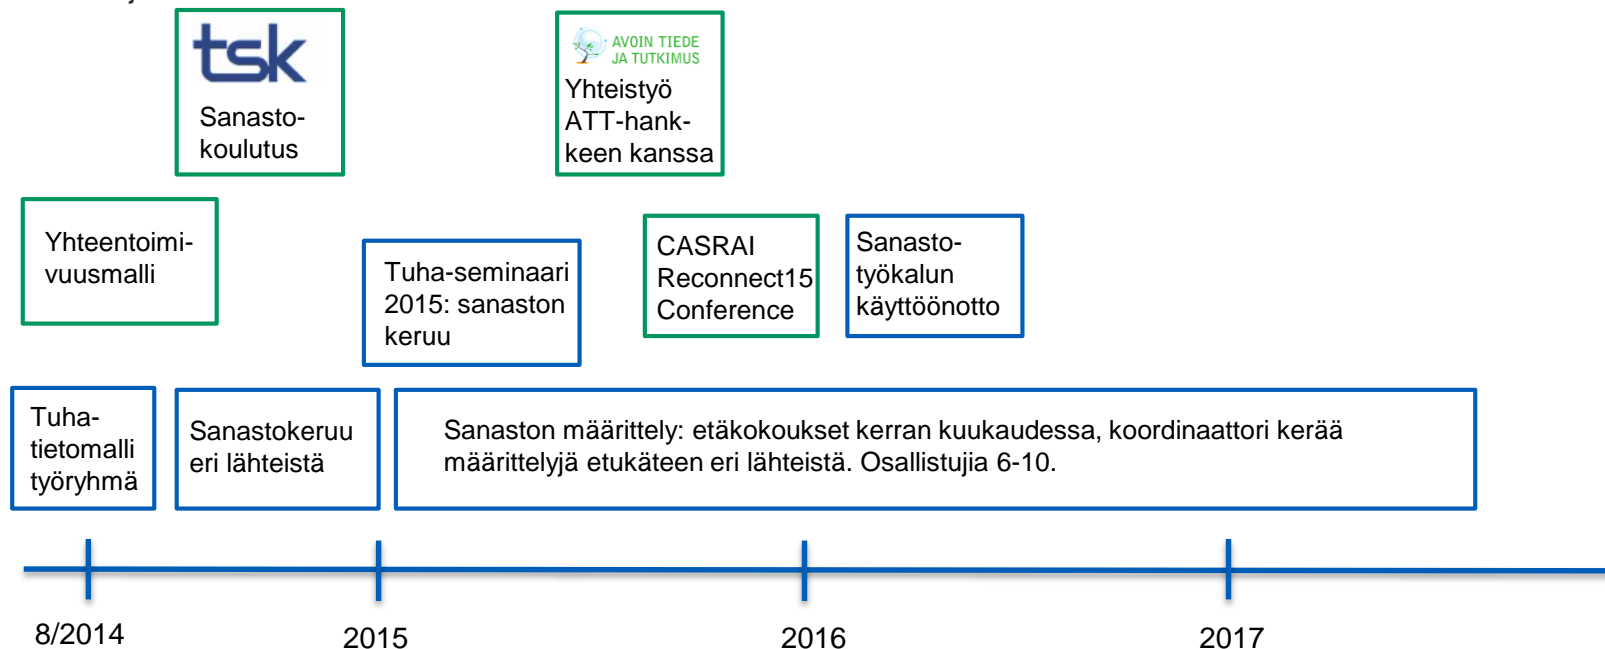 tsk
Sanasto-
koulutus
AVOIN TIEDE
JA TUTKIMUS
Yhteistyö
ATT-hank-
keen kanssa
Yhteentoimi-
vuusmalli
Tuha-seminaari
2015: sanaston
keruu
CASRAI
Reconnect15
Conference
Sanasto-
työkalun
käyttöönotto
Tuha-
tietomalli
työryhmä
Sanastokeruu
eri lähteistä
Sanaston määrittely: etäkokoukset kerran kuukaudessa, koordinaattori kerää
määrittelyjä etukäteen eri lähteistä. Osallistujia 6-10.
8/2014
2015
2016
2017